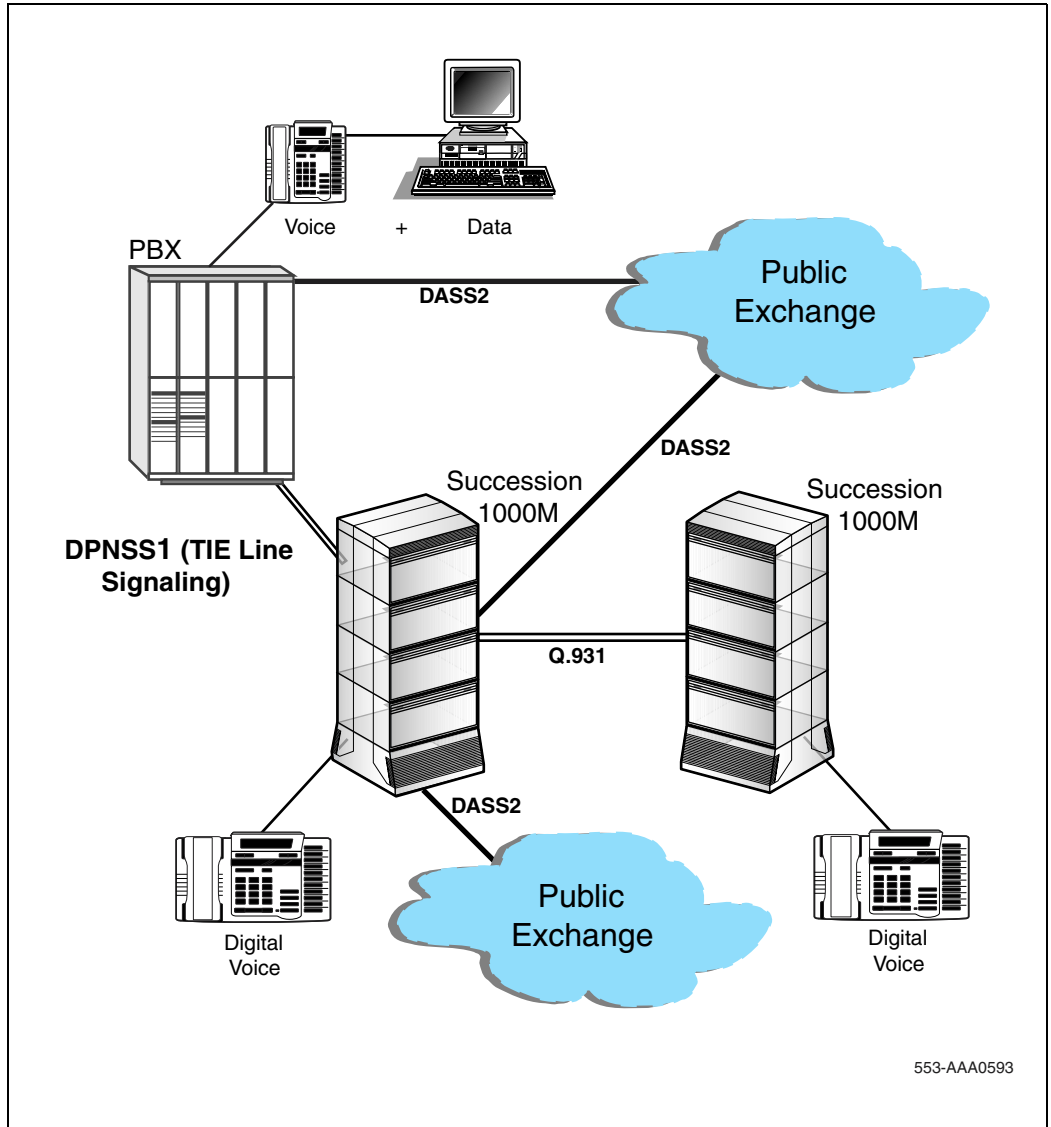 Voice + Data
PBX
Public
Exchange
DASS2
DASS2
Succession
1000M
Succession
1000M
DPNSS1 (TIE Line
Signaling)
Q.931
DASS2
Public
Exchange
Digital
Voice
Digital
Voice
553-AAA0593